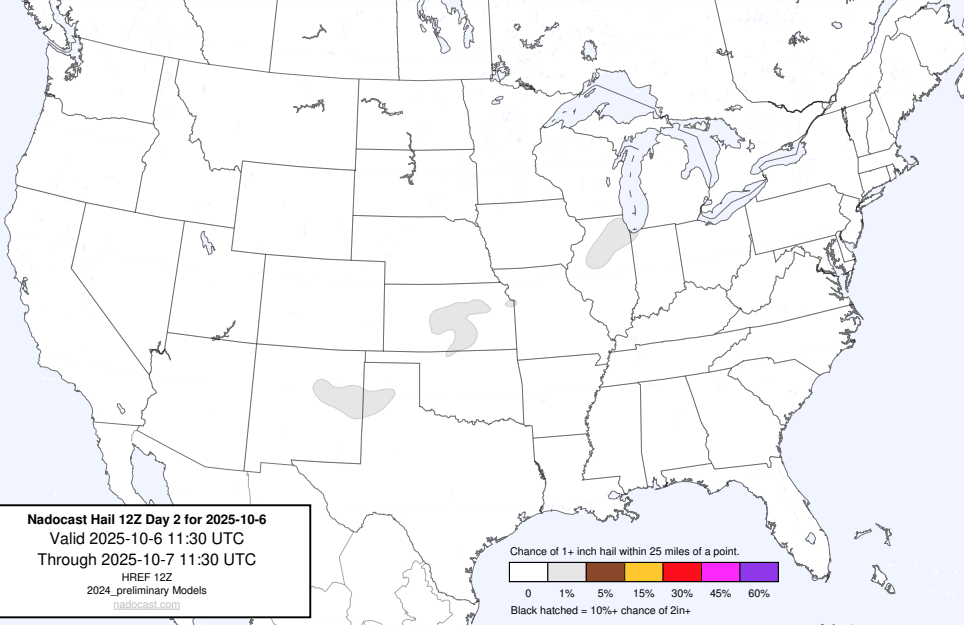 Nadocast Hail 12Z Day 2 for 2025-10-6
Valid 2025-10-6 11:30 UTC
Through 2025-10-7 11:30 UTC
HREF 12Z
2024_preliminary Models
nadocast.com
Chance of 1+ inch hail within 25 miles of a point.
0 1% 5% 15% 30% 45% 60%
Black hatched = 10%+ chance of 2in+